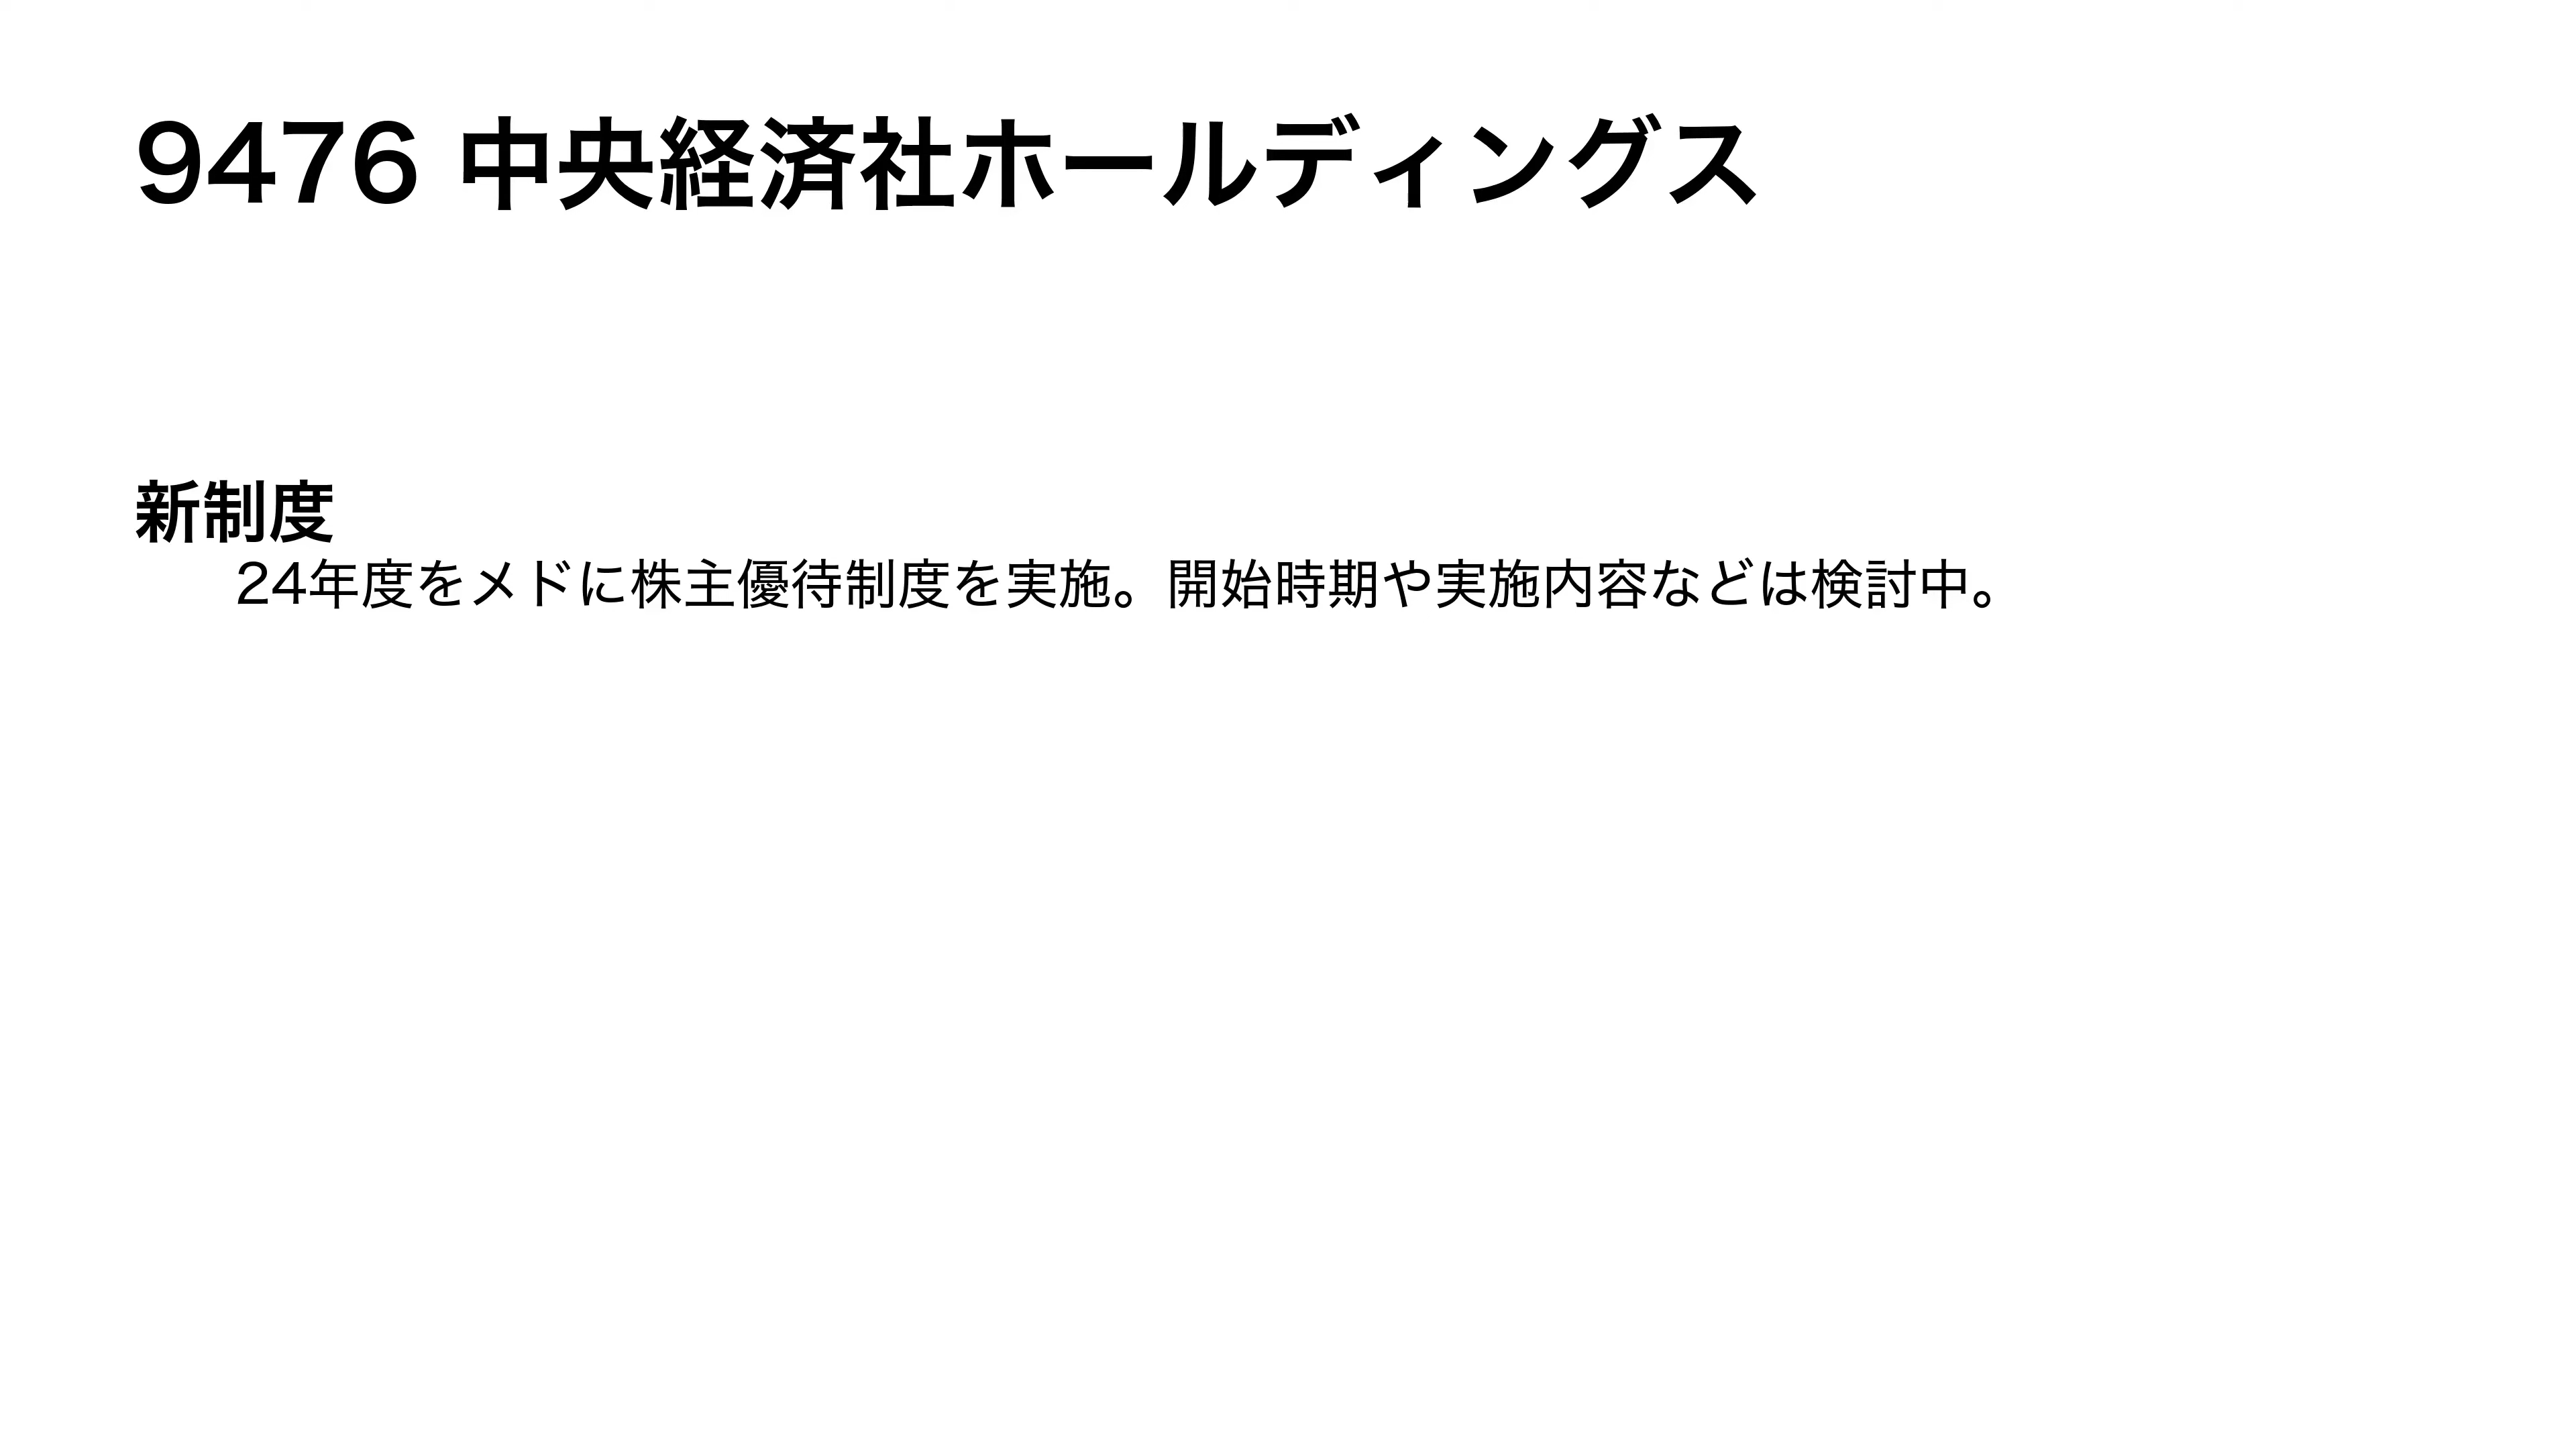 9476 中央経済社ホールディングス
新制度
24年度をメドに株主優待制度を実施。開始時期や実施内容などは検討中。